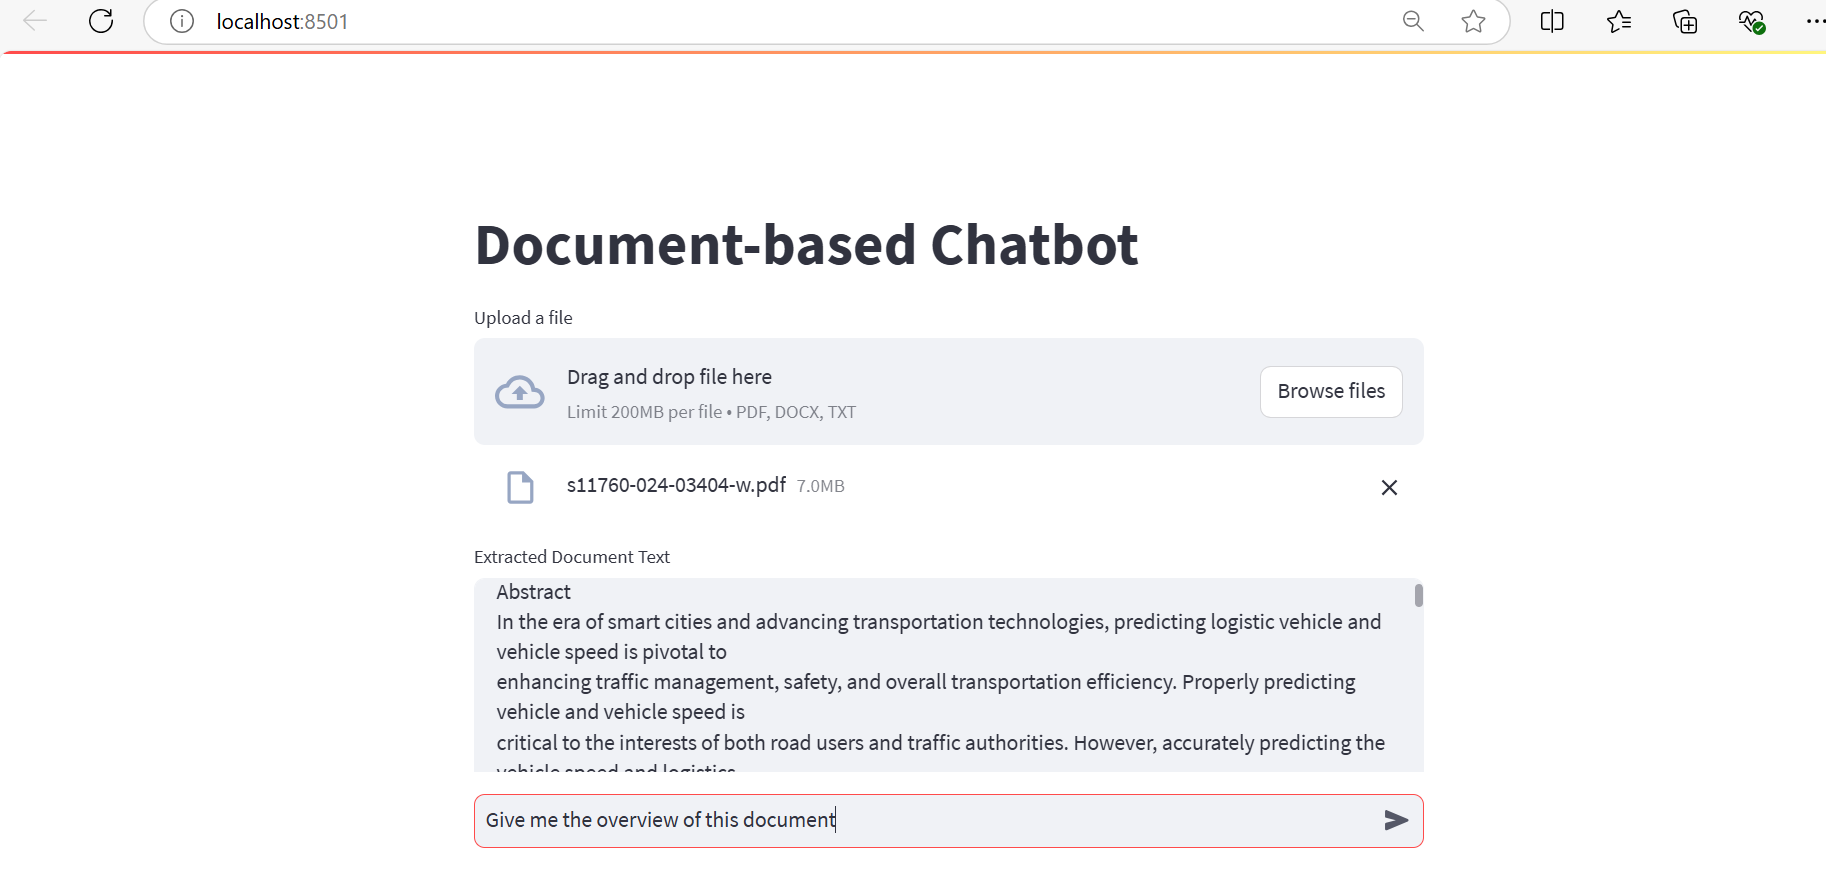 localhost:8501
Document-based Chatbot
Upload a file
Drag and drop file here
Limit 200MB per file • PDF, DOCX, TXT
Browse files
s11760-024-03404-w.pdf 7.0MB
Extracted Document Text
Abstract
In the era of smart cities and advancing transportation technologies, predicting logistic vehicle and
vehicle speed is pivotal to
enhancing traffic management, safety, and overall transportation efficiency. Properly predicting
vehicle and vehicle speed is
critical to the interests of both road users and traffic authorities. However, accurately predicting the
vehicle speed and logistics
Give me the overview of this document